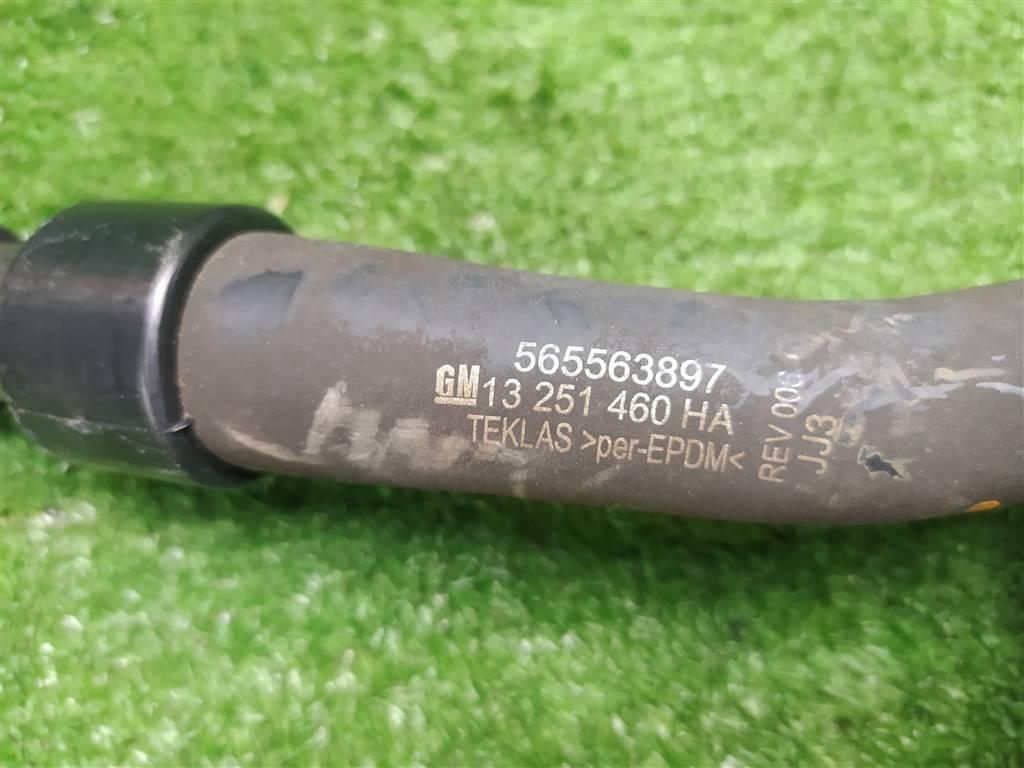 565563897
GM 13 251 460 HA
TEKLAS >per-EPDM<
REV 006
JJ3